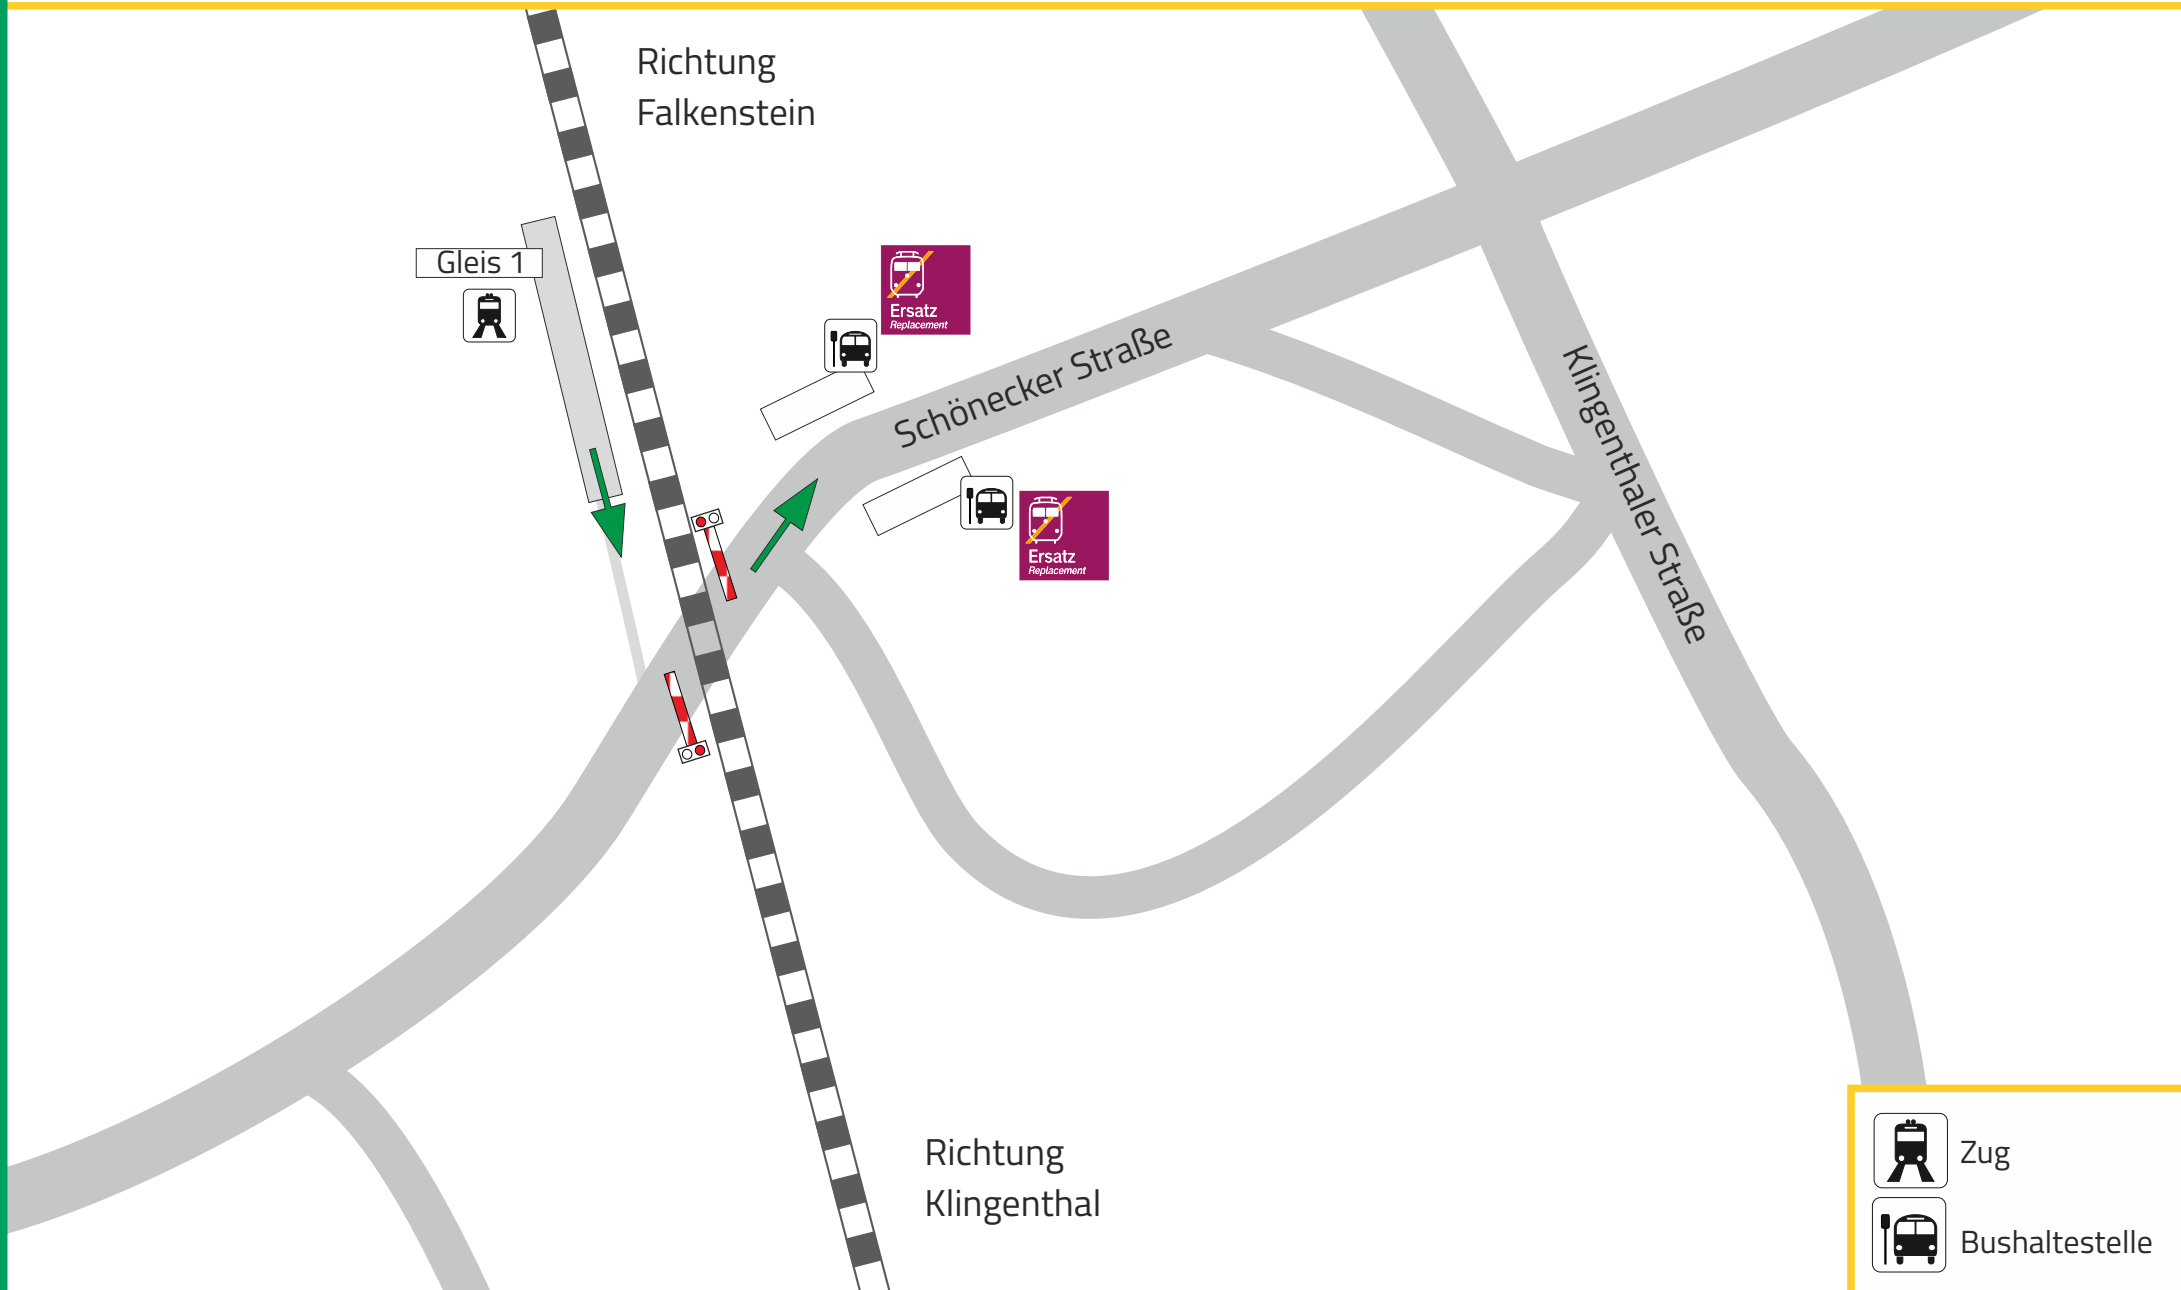 Richtung
Falkenstein
Gleis 1
Ersatz
Replacement
Schönecker Straße
Klingenthaler Straße
Ersatz
Replacement
Richtung
Klingenthal
Zug
Bushaltestelle